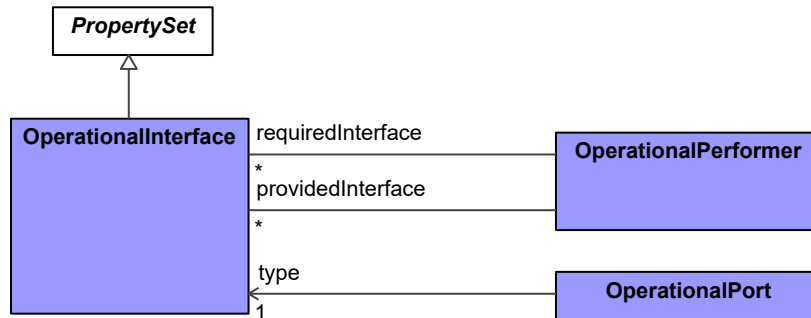 PropertySet
OperationalInterface
requiredInterface
OperationalPerformer
*
providedInterface
*
type
OperationalPort
1